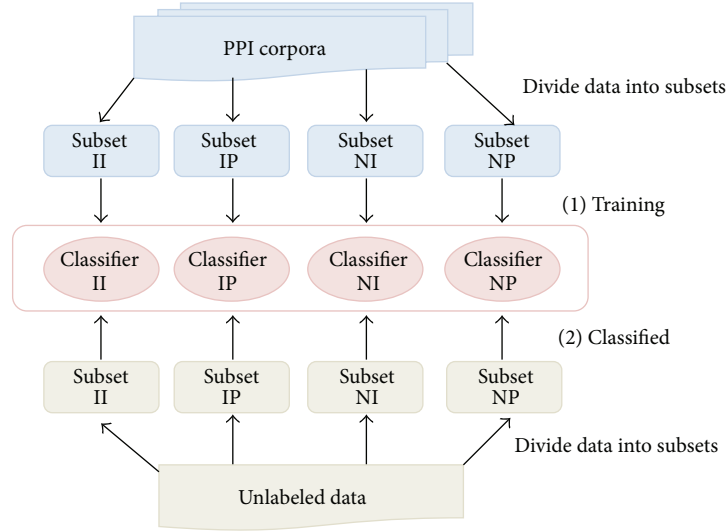 PPI corpora
Divide data into subsets
Subset
II
Subset
IP
Subset
NI
Subset
NP
(1) Training
Classifier
II
Classifier
IP
Classifier
NI
Classifier
NP
(2) Classified
Subset
II
Subset
IP
Subset
NI
Subset
NP
Divide data into subsets
Unlabeled data